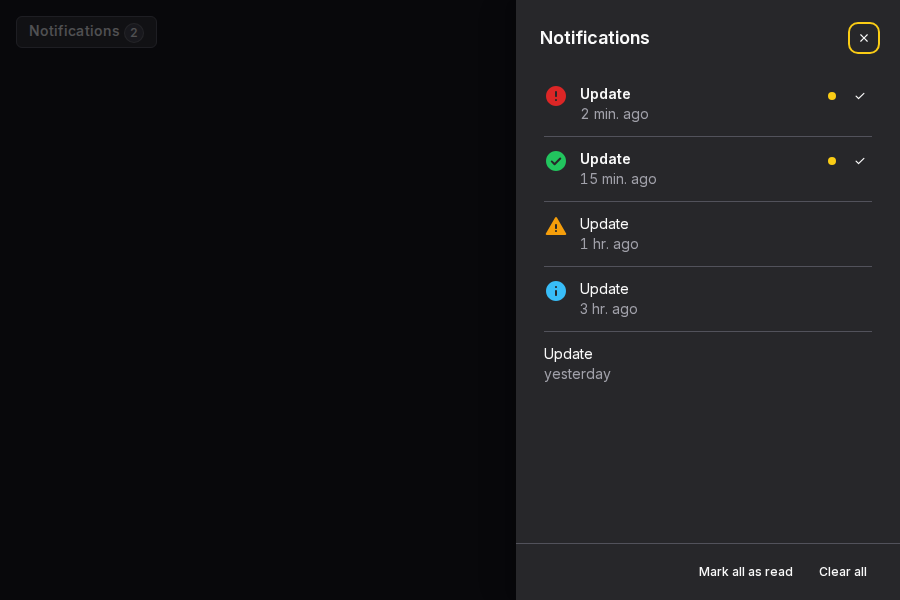 Notifications 2
Notifications
Update
2 min. ago
Update
15 min. ago
Update
1 hr. ago
Update
3 hr. ago
Update
yesterday
Mark all as read Clear all